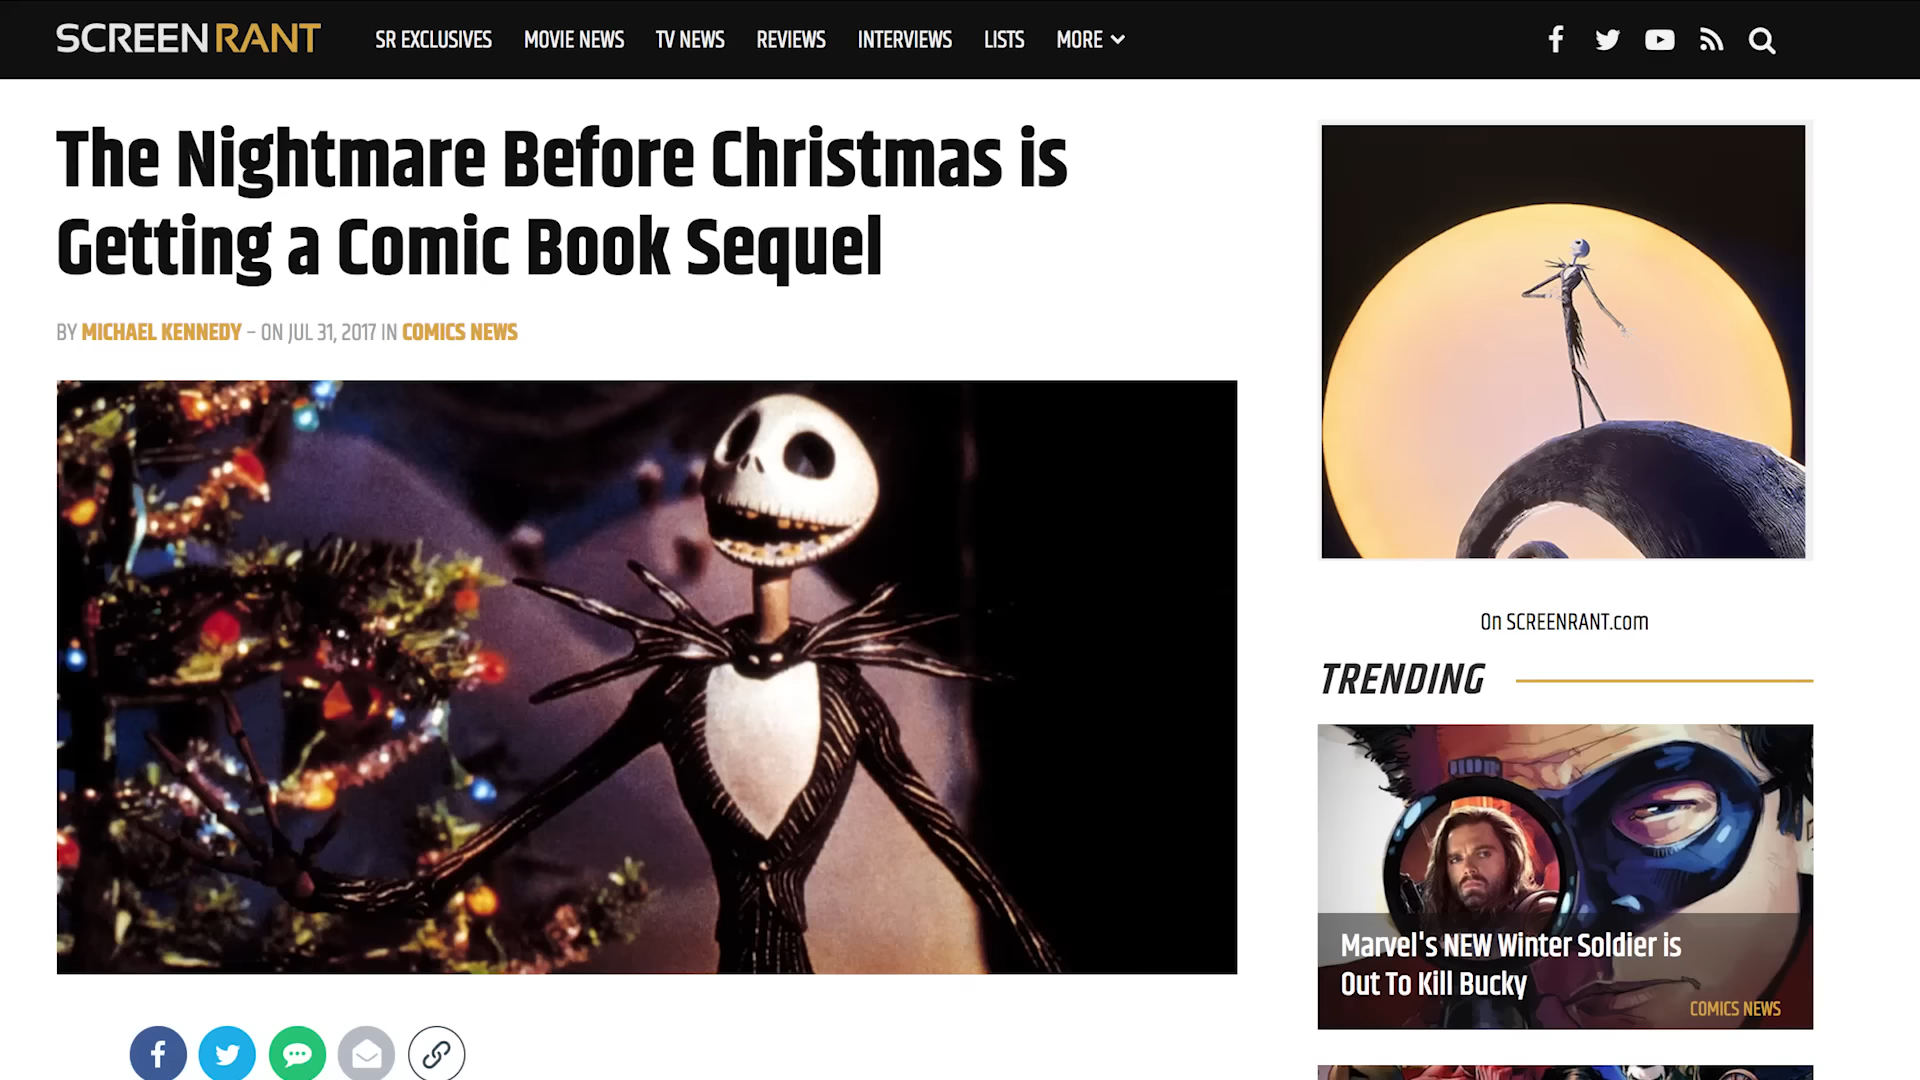 SCREENRANT SR EXCLUSIVES MOVIE NEWS TV NEWS REVIEWS INTERVIEWS LISTS MORE
The Nightmare Before Christmas is
Getting a Comic Book Sequel
BY MICHAEL KENNEDY – ON JUL 31, 2017 IN COMICS NEWS
On SCREENRANT.com
TRENDING
Marvel's NEW Winter Soldier is
Out To Kill Bucky
COMICS NEWS